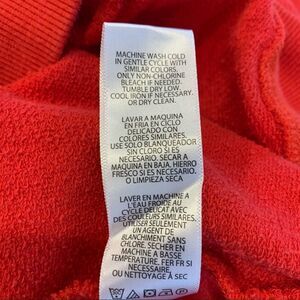 MACHINE WASH COLD
IN GENTLE CYCLE WITH
SIMILAR COLORS.
ONLY NON-CHLORINE
BLEACH IF NEEDED.
TUMBLE DRY LOW.
COOL IRON IF NECESSARY.
OR DRY CLEAN.
LAVAR A MAQUINA
EN FRIA EN CICLO
DELICADO CON
COLORES SIMILARES.
USE SOLO BLANQUEADOR
SIN CLORO SI ES
NECESARIO. SECAR A
MAQUINA EN BAJA. HIERRO
FRESCO SI ES NECESARIO.
O LIMPIEZA SECA
LAVER EN MACHINE A
L'EAU FROIDE AU
CYCLE DELICAT AVEC
DES COULEURS SIMILAIRES.
UTILISER SEULEMENT
UN AGENT DE
BLANCHIMENT SANS
CHLORE. SECHER EN
MACHINE A BASSE
TEMPERATURE. FER FR SI
NECESSAIRE.
OU NETTOYAGE À SEC